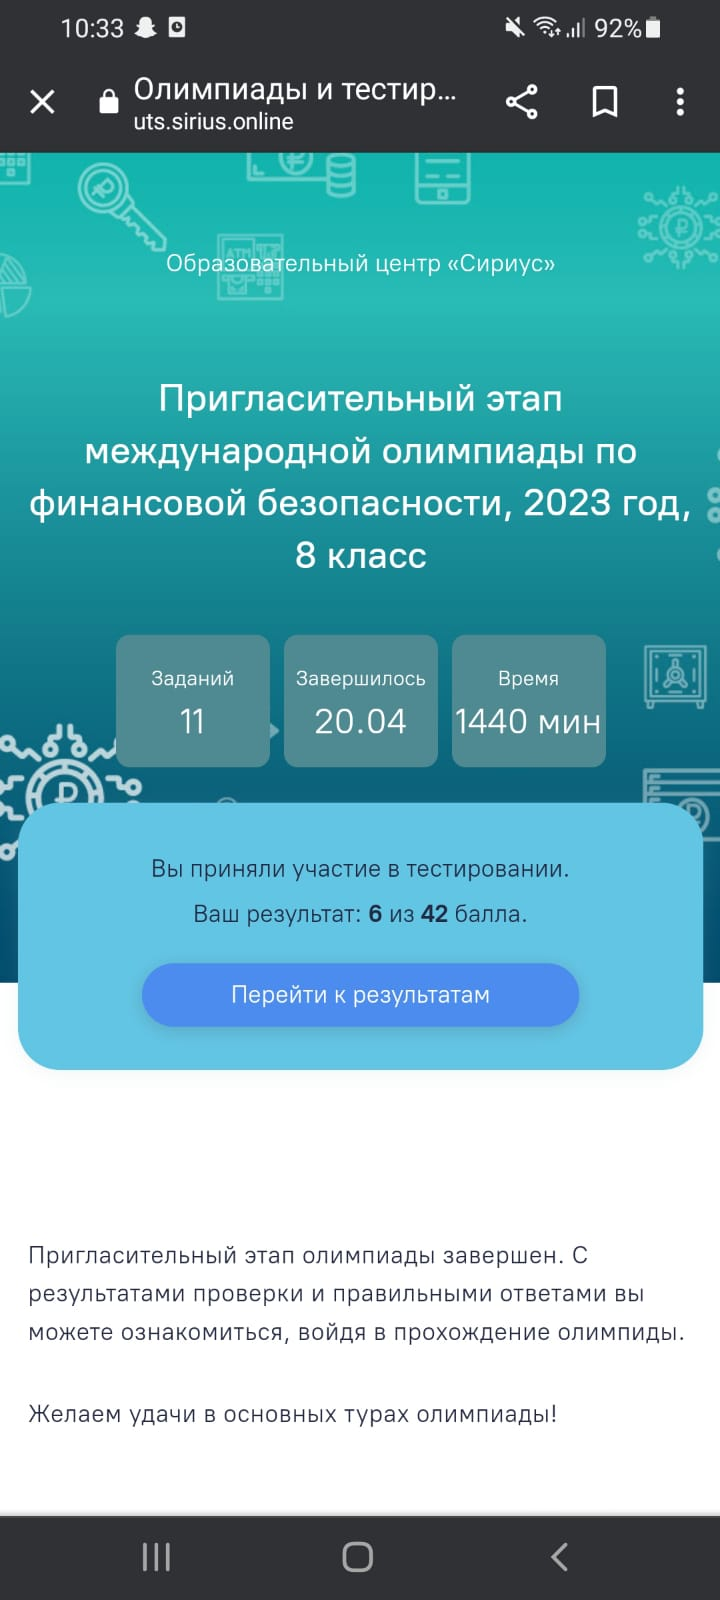 10:33
92%
Олимпиады и тестир...
uts.sirius.online
ATM
Образовательный центр «Сириус»
Пригласительный этап
международной олимпиады по
финансовой безопасности, 2023 год,
8 класс
Заданий
11
Завершилось
20.04
Время
1440 мин
Вы приняли участие в тестировании.
Ваш результат: 6 из 42 балла.
Перейти к результатам
Пригласительный этап олимпиады завершен. С
результатами проверки и правильными ответами вы
можете ознакомиться, войдя в прохождение олимпиды.
Желаем удачи в основных турах олимпиады!